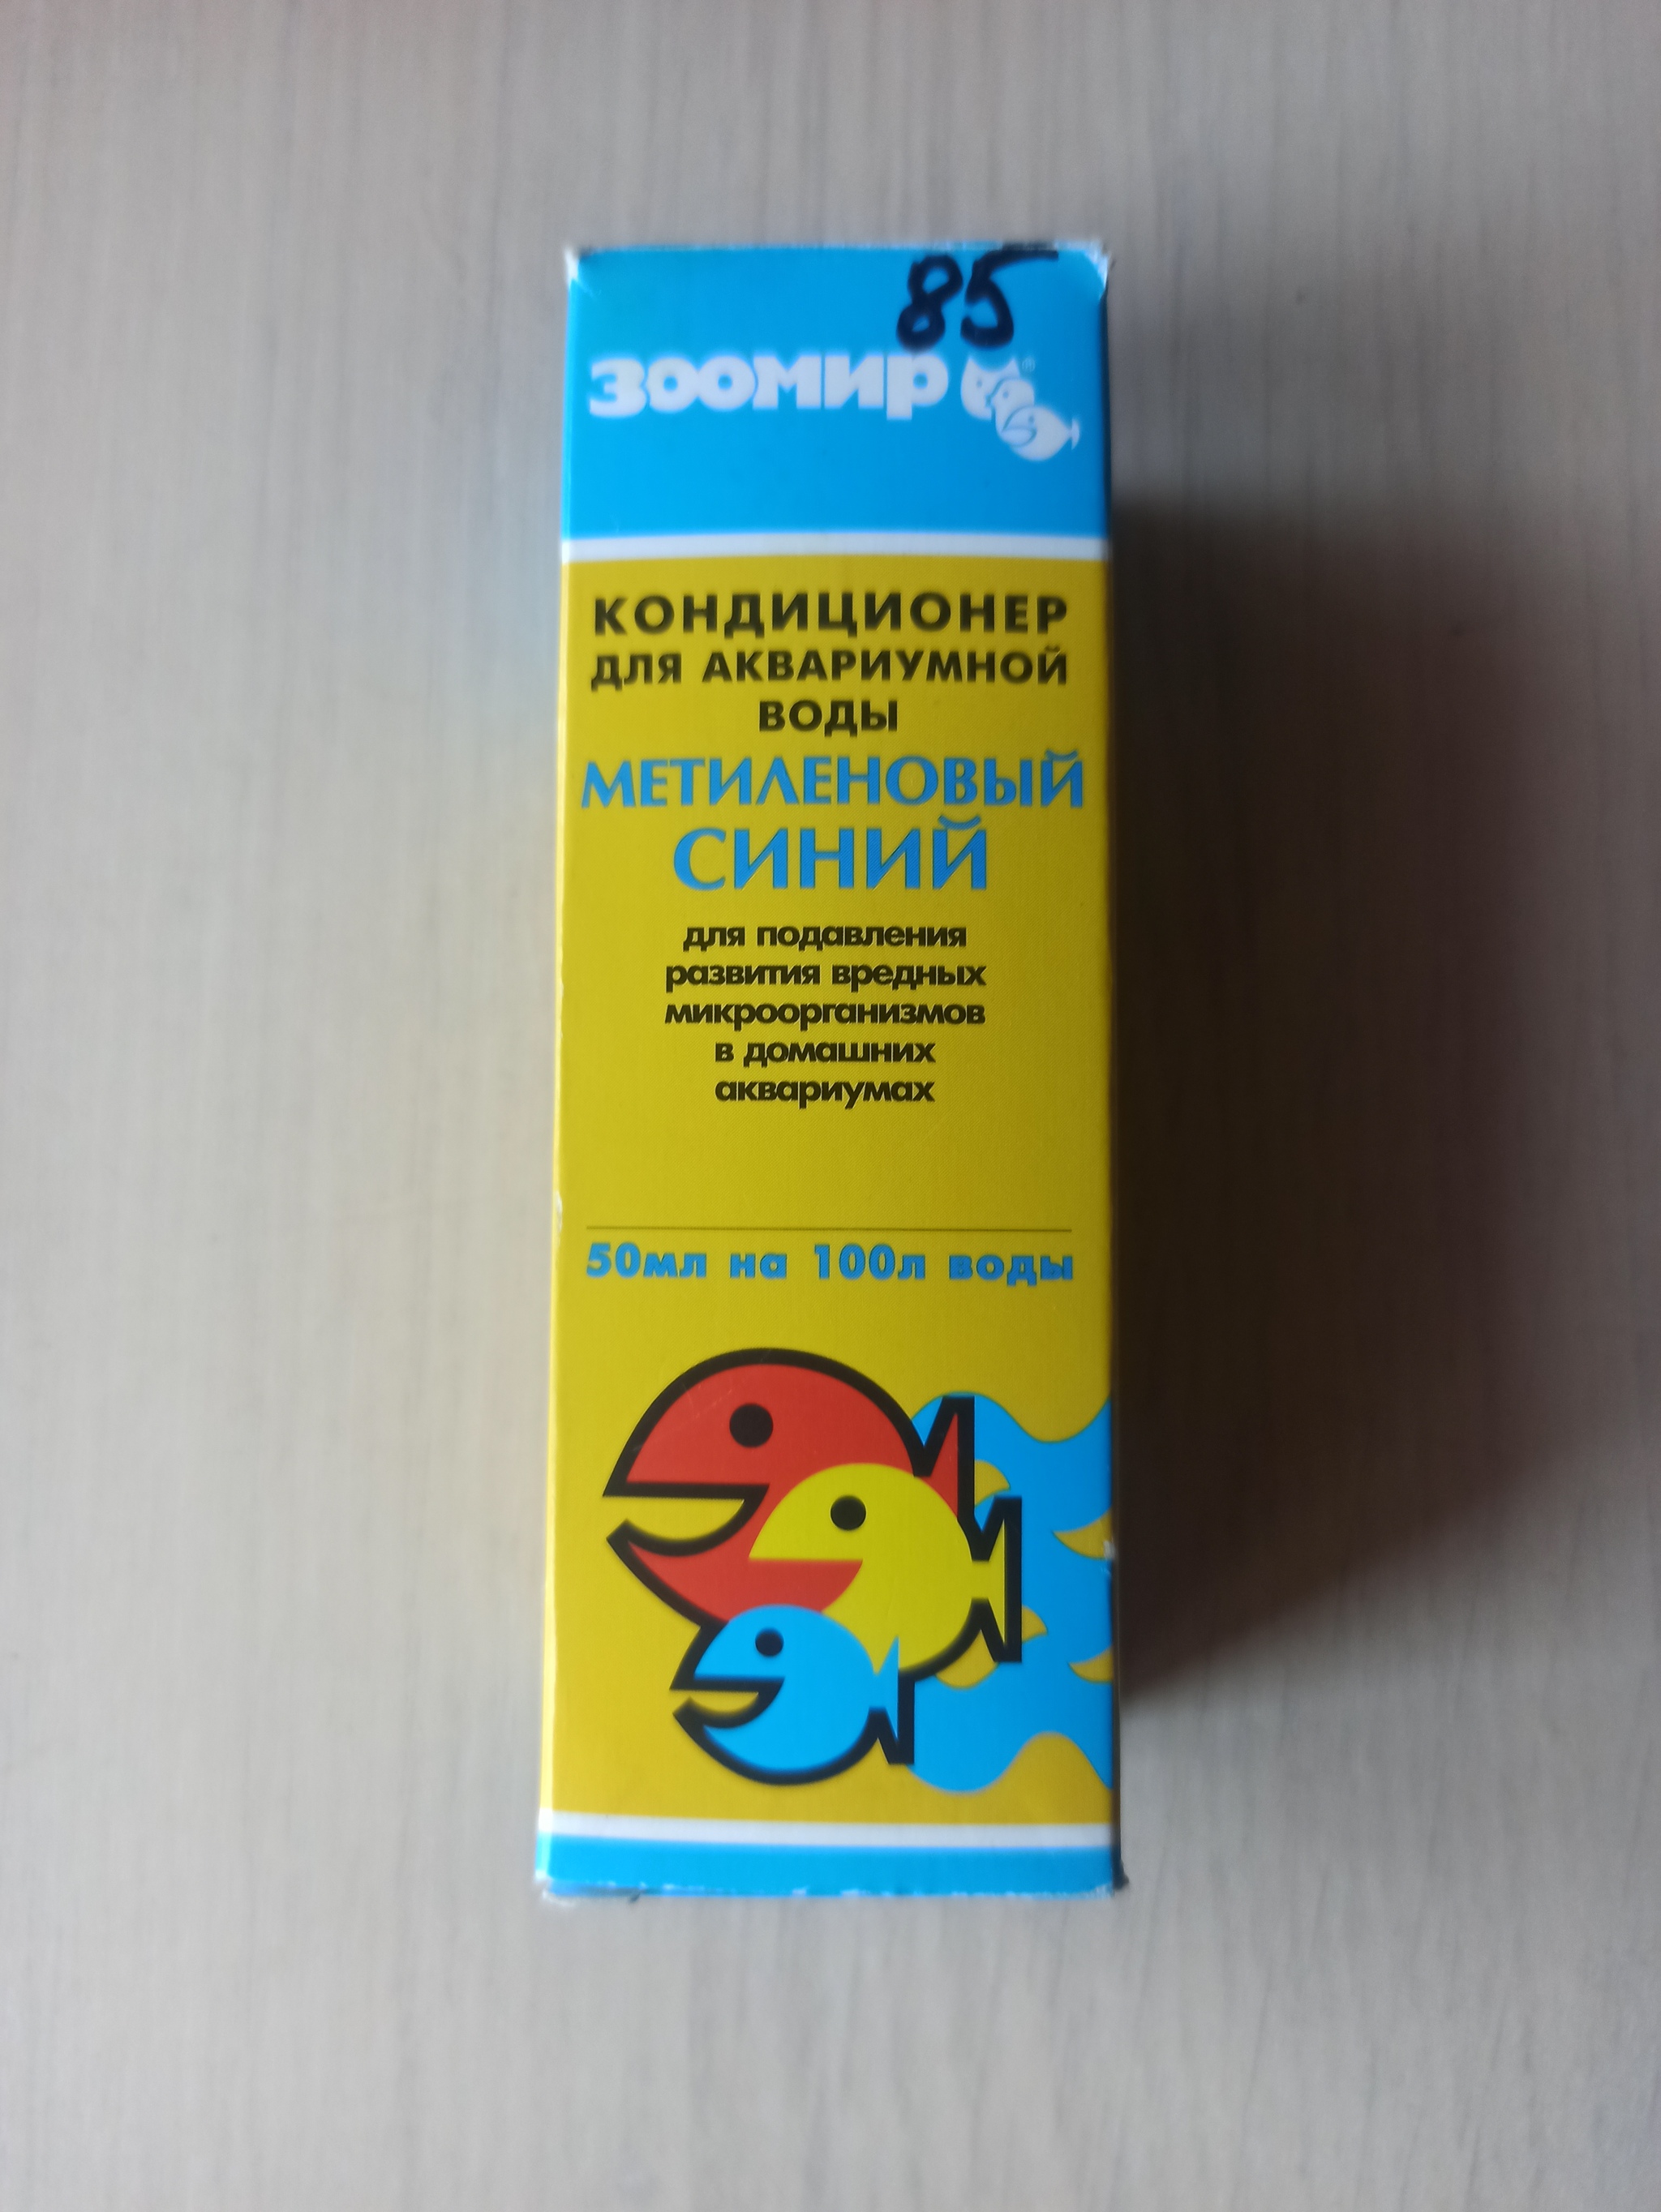 85
ЗООМИР ®
КОНДИЦИОНЕР
ДЛЯ АКВАРИУМНОЙ
ВОДЫ
МЕТИЛЕНОВЫЙ
СИНИЙ
для подавления
развития вредных
микроорганизмов
в домашних
аквариумах
50мл на 100л воды